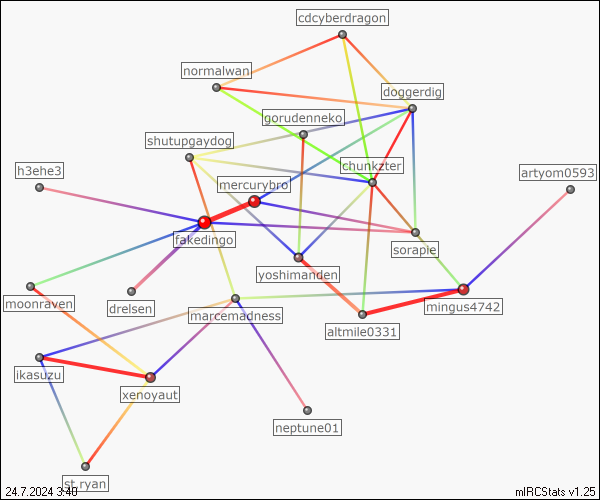 cdcyberdragon
normalwan
doggerdig
gorudenneko
shutupgaydog
chunkzter
h3ehe3
artyom0593
mercurybro
fakedingo
sorapie
yoshimanden
moonraven
drelsen
mingus4742
marcemadness
altmile0331
ikasuzu
xenoyaut
neptune01
st_ryan
24.7.2024 3:40
mIRCStats v1.25